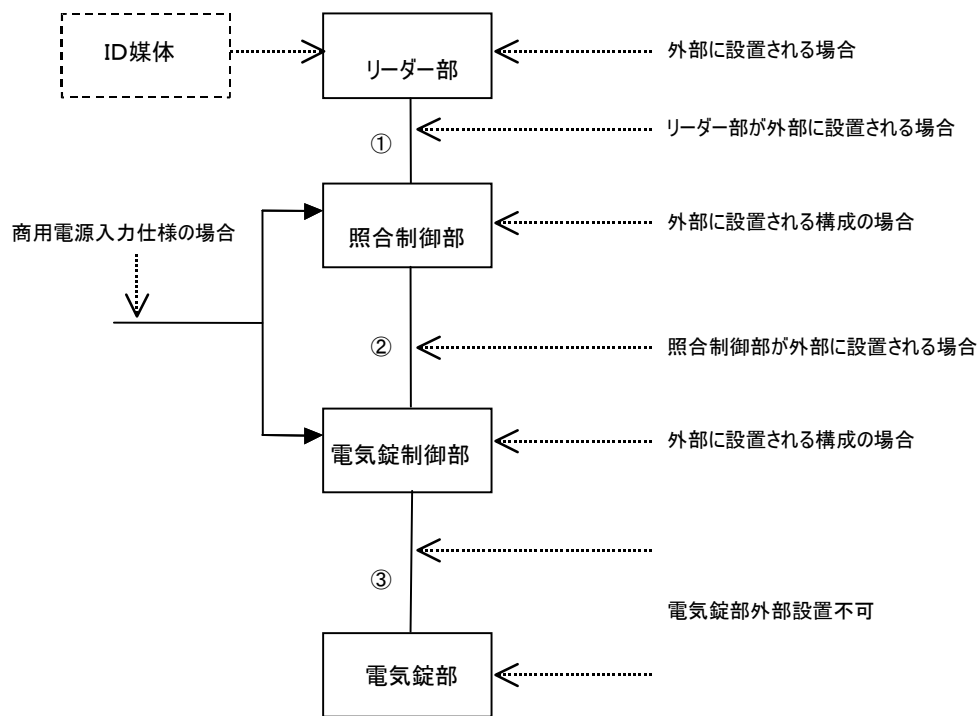 ID媒体
リーダー部
外部に設置される場合
①
リーダー部が外部に設置される場合
商用電源入力仕様の場合
照合制御部
外部に設置される構成の場合
②
照合制御部が外部に設置される場合
電気錠制御部
外部に設置される構成の場合
③
電気錠部外部設置不可
電気錠部